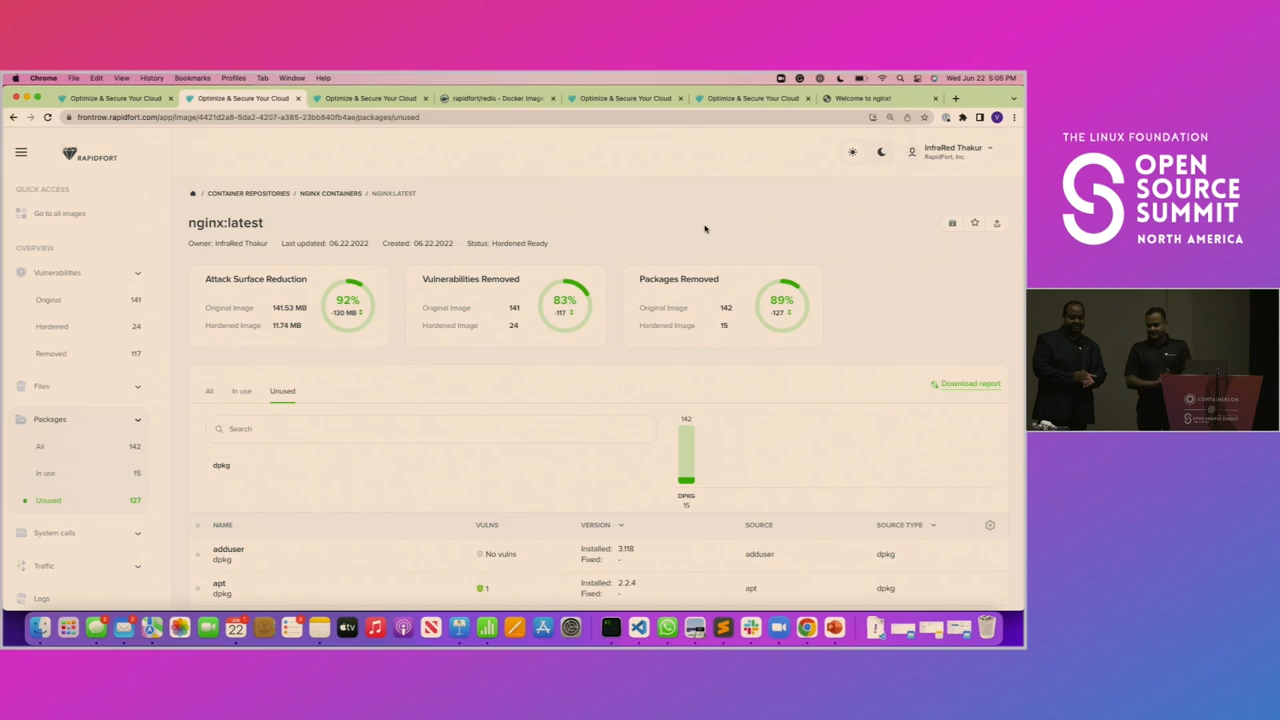 Chrome File Edit View History Bookmarks Profiles Tab Window Help
Wed Jun 22 5:05 PM
Optimize & Secure Your Cloud
Optimize & Secure Your Cloud
Optimize & Secure Your Cloud
rapidfort/redis - Docker Image
Optimize & Secure Your Cloud
Optimize & Secure Your Cloud
Welcome to nginx!
frontrow.rapidfort.com/app/image/4421d2a8-5da2-4207-a385-23bb840fb4ae/packages/unused
RAPIDFORT
InfraRed Thakur
RapidFort, Inc.
QUICK ACCESS
Go to all images
OVERVIEW
Vulnerabilities
Original 141
Hardened 24
Removed 117
Files
Packages
All 142
In use 15
Unused 127
System calls
Traffic
Logs
/ CONTAINER REPOSITORIES / NGINX CONTAINERS / NGINX:LATEST
nginx:latest
Owner: InfraRed Thakur Last updated: 06.22.2022 Created: 06.22.2022 Status: Hardened Ready
Attack Surface Reduction
Original Image 141.53 MB
Hardened Image 11.74 MB
92%
-130 MB
Vulnerabilities Removed
Original Image 141
Hardened Image 24
83%
-117
Packages Removed
Original Image 142
Hardened Image 15
89%
-127
All In use Unused
Download report
Search
dpkg
142
DPKG
15
NAME VULNS VERSION SOURCE SOURCE TYPE
adduser
dpkg
No vulns
Installed: 3.118
Fixed: -
adduser
dpkg
apt
dpkg
1
Installed: 2.2.4
Fixed: -
apt
dpkg
22
tv
THE LINUX FOUNDATION
OPEN
SOURCE
SUMMIT
NORTH AMERICA
CONTAINERCON
@
OPEN SOURCE SUMMIT